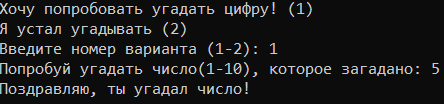 Хочу попробовать угадать цифру! (1)
Я устал угадывать (2)
Введите номер варианта (1-2): 1
Попробуй угадать число(1-10), которое загадано: 5
Поздравляю, ты угадал число!